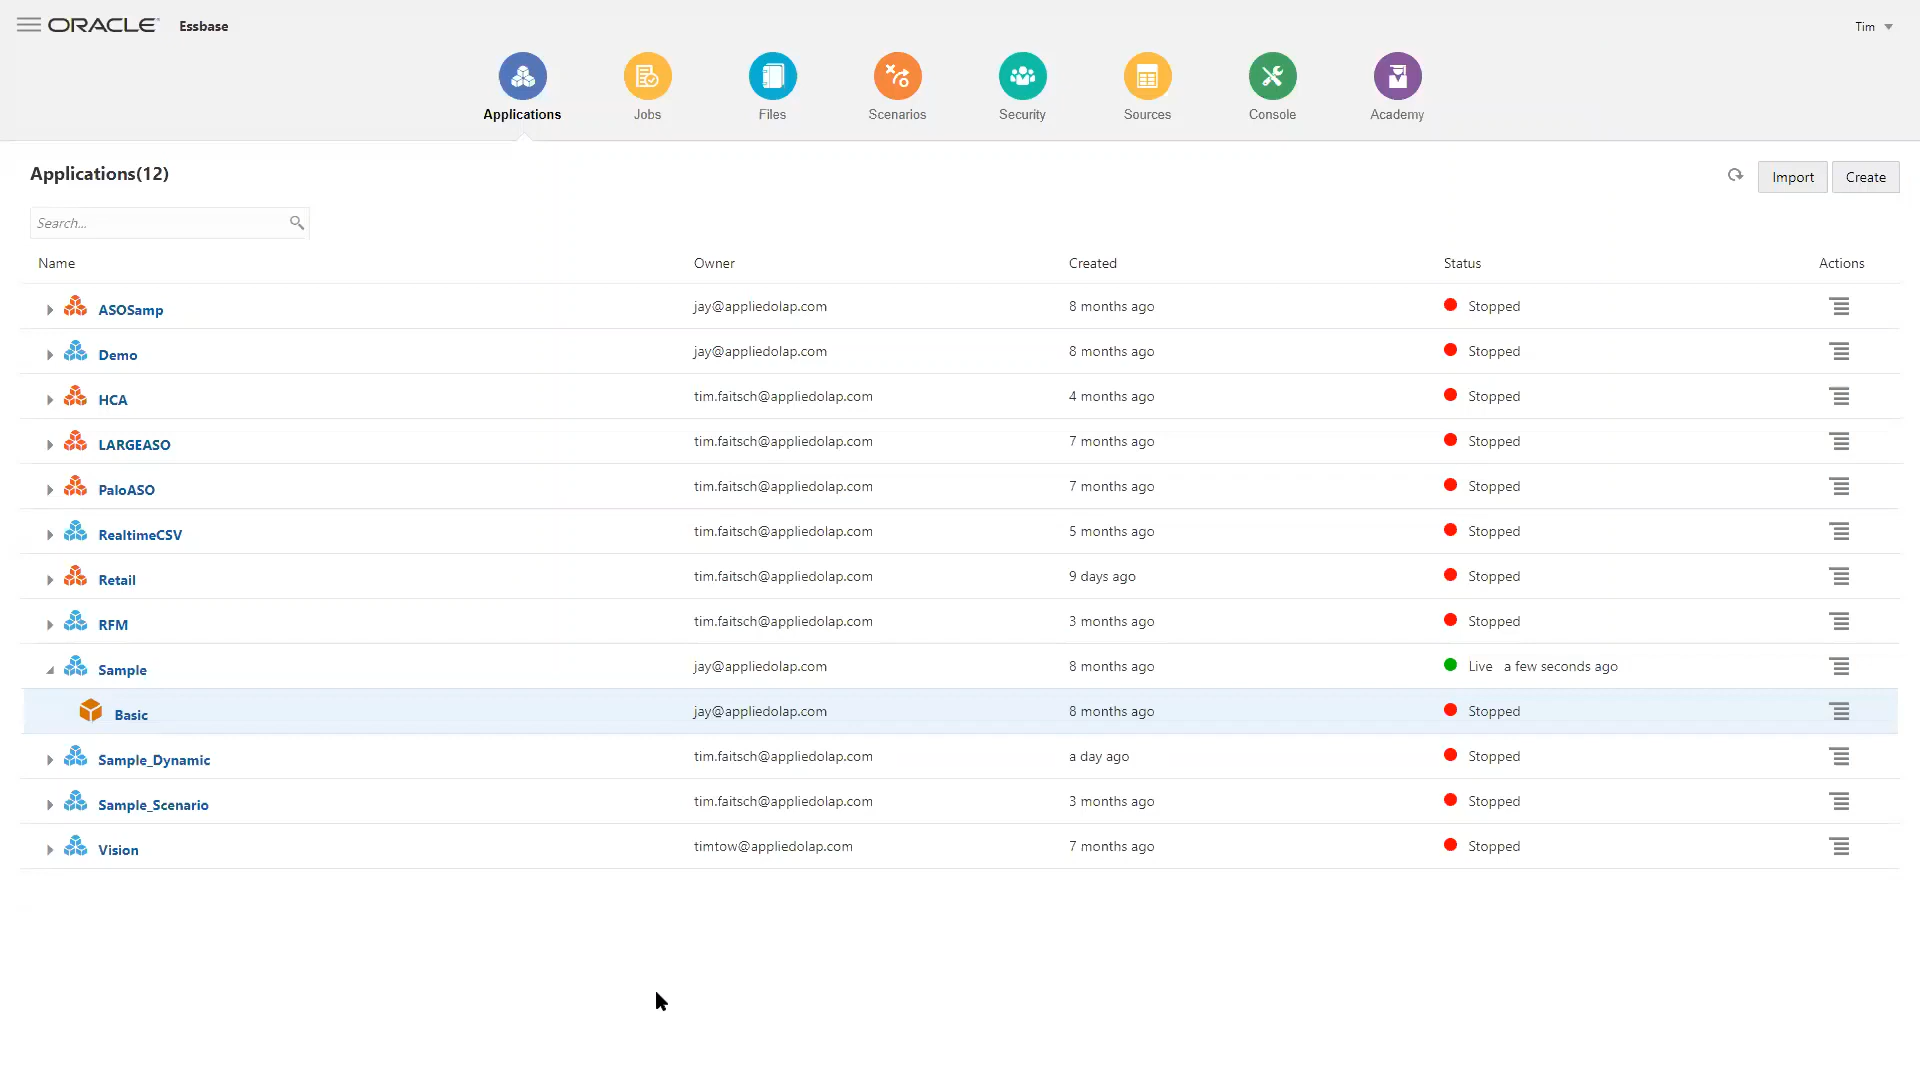 ORACLE Essbase
Tim
Applications Jobs Files Scenarios Security Sources Console Academy
Applications(12)
Import Create
Search...
Name Owner Created Status Actions
ASOSamp jay@appliedolap.com 8 months ago Stopped
Demo jay@appliedolap.com 8 months ago Stopped
HCA tim.faitsch@appliedolap.com 4 months ago Stopped
LARGEASO tim.faitsch@appliedolap.com 7 months ago Stopped
PaloASO tim.faitsch@appliedolap.com 7 months ago Stopped
RealtimeCSV tim.faitsch@appliedolap.com 5 months ago Stopped
Retail tim.faitsch@appliedolap.com 9 days ago Stopped
RFM tim.faitsch@appliedolap.com 3 months ago Stopped
Sample jay@appliedolap.com 8 months ago Live a few seconds ago
Basic jay@appliedolap.com 8 months ago Stopped
Sample_Dynamic tim.faitsch@appliedolap.com a day ago Stopped
Sample_Scenario tim.faitsch@appliedolap.com 3 months ago Stopped
Vision timtow@appliedolap.com 7 months ago Stopped